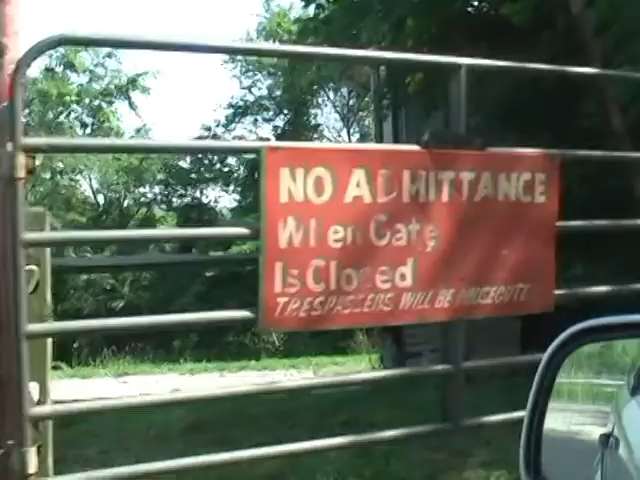 NO ADMITTANCE
When Gate
Is Closed
TRESPASSERS WILL BE PROSECUTE